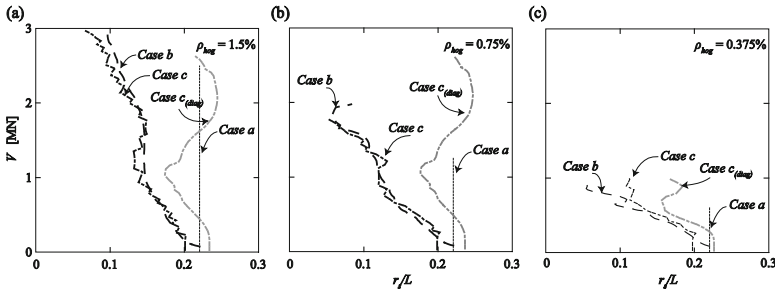 (a)
ρhog = 1.5%
Case b
Case c
Case c(diag)
Case a
V [MN]
3
2
1
0
0
0.1
0.2
0.3
(b)
ρhog = 0.75%
Case b
Case c(diag)
Case c
Case a
0
0.1
0.2
0.3
rs/L
(c)
ρhog = 0.375%
Case b
Case c
Case c(diag)
Case a
0
0.1
0.2
0.3